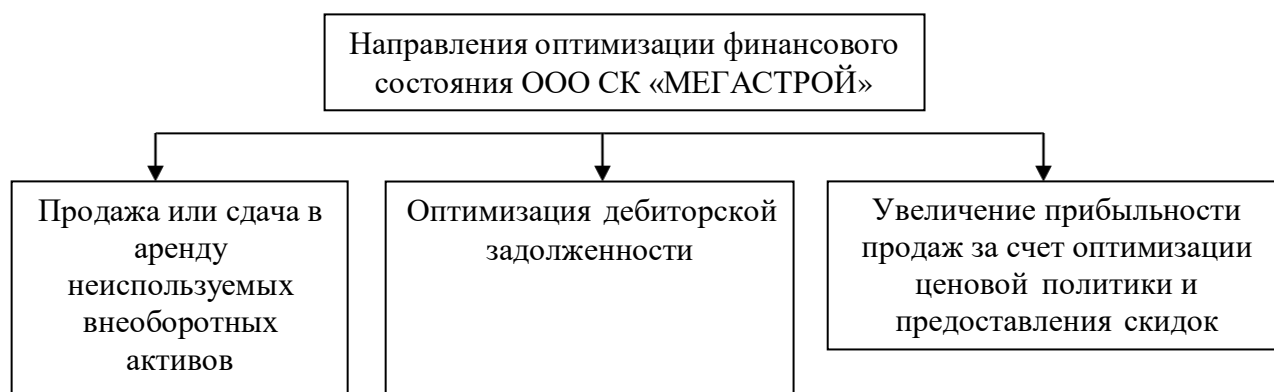 Направления оптимизации финансового
состояния ООО СК «МЕГАСТРОЙ»
Продажа или сдача в
аренду
неиспользуемых
внеоборотных
активов
Оптимизация дебиторской
задолженности
Увеличение прибыльности
продаж за счет оптимизации
ценовой политики и
предоставления скидок